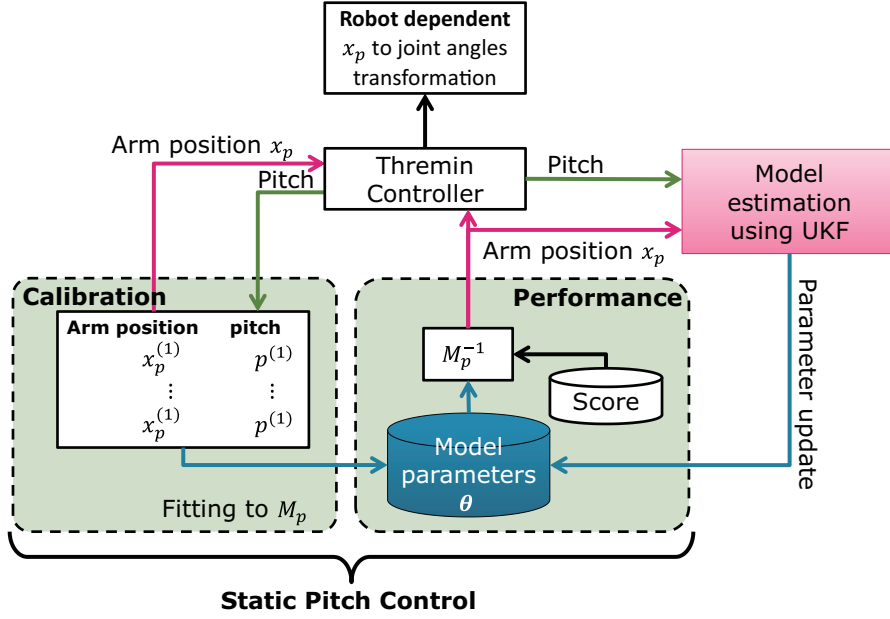 Robot dependent
x_p to joint angles
transformation
Arm position x_p
Pitch
Thremin
Controller
Pitch
Model
estimation
using UKF
Arm position x_p
Calibration
Performance
Parameter update
Arm position pitch
x_p^{(1)} p^{(1)}
⋮ ⋮
x_p^{(1)} p^{(1)}
M_p^{-1}
Score
Model
parameters
θ
Fitting to M_p
Static Pitch Control